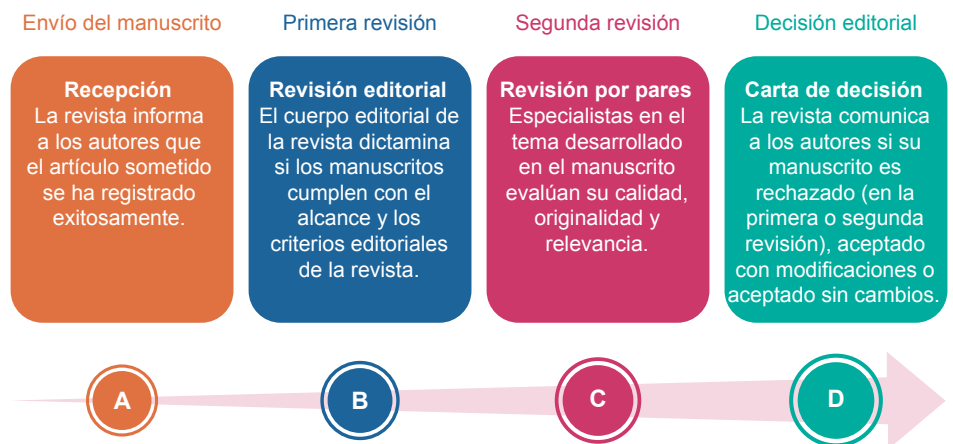 Envío del manuscrito
Primera revisión
Segunda revisión
Decisión editorial
Recepción
La revista informa
a los autores que
el artículo sometido
se ha registrado
exitosamente.
Revisión editorial
El cuerpo editorial de
la revista dictamina
si los manuscritos
cumplen con el
alcance y los
criterios editoriales
de la revista.
Revisión por pares
Especialistas en el
tema desarrollado
en el manuscrito
evalúan su calidad,
originalidad y
relevancia.
Carta de decisión
La revista comunica
a los autores si su
manuscrito es
rechazado (en la
primera o segunda
revisión), aceptado
con modificaciones o
aceptado sin cambios.
A
B
C
D